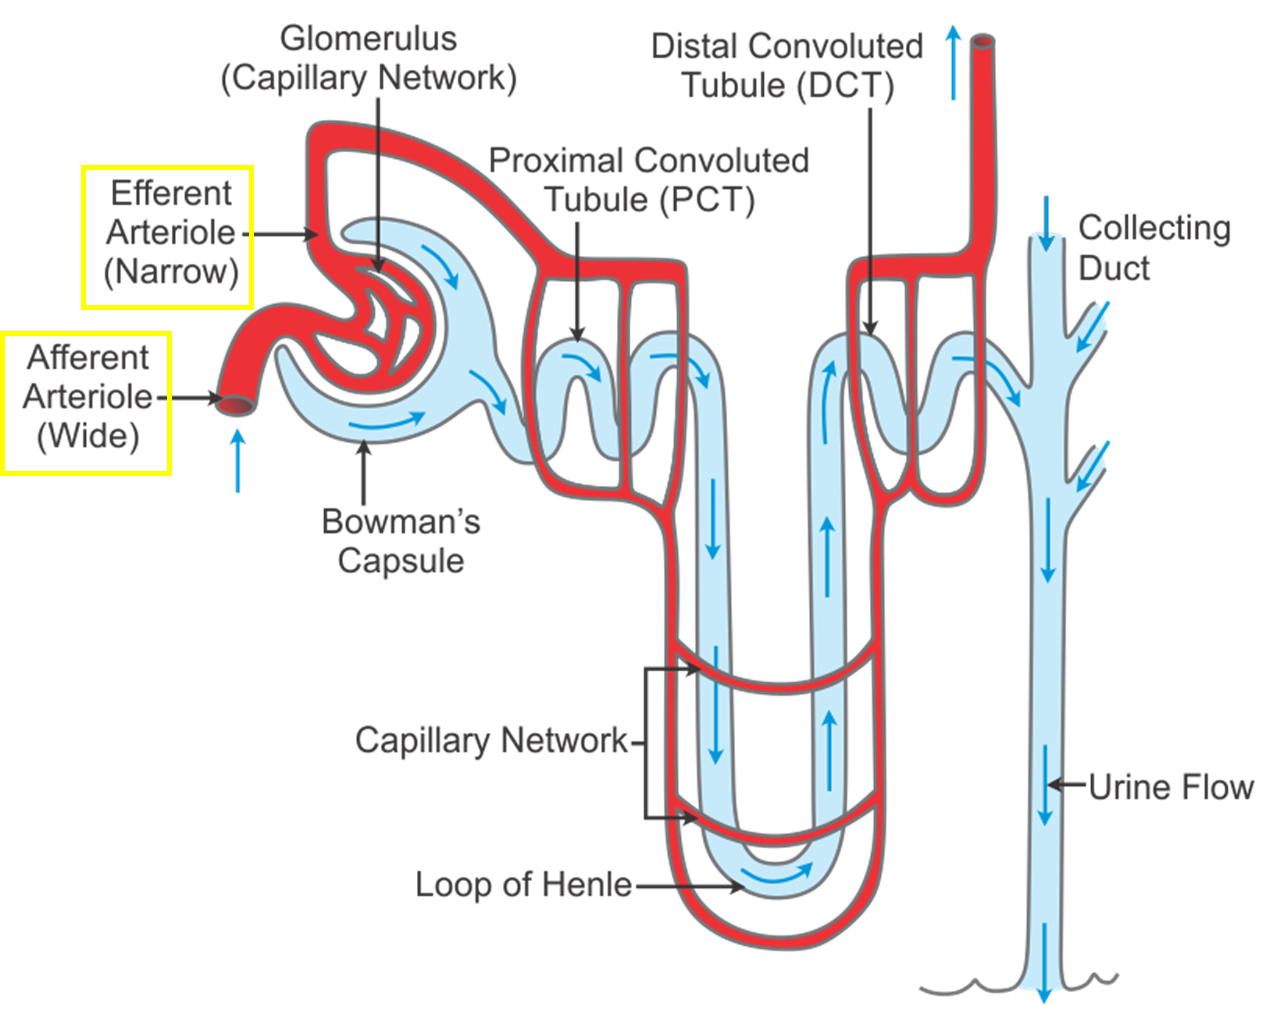 Glomerulus
(Capillary Network)
Distal Convoluted
Tubule (DCT)
Proximal Convoluted
Tubule (PCT)
Efferent
Arteriole
(Narrow)
Collecting
Duct
Afferent
Arteriole
(Wide)
Bowman's
Capsule
Capillary Network
Urine Flow
Loop of Henle